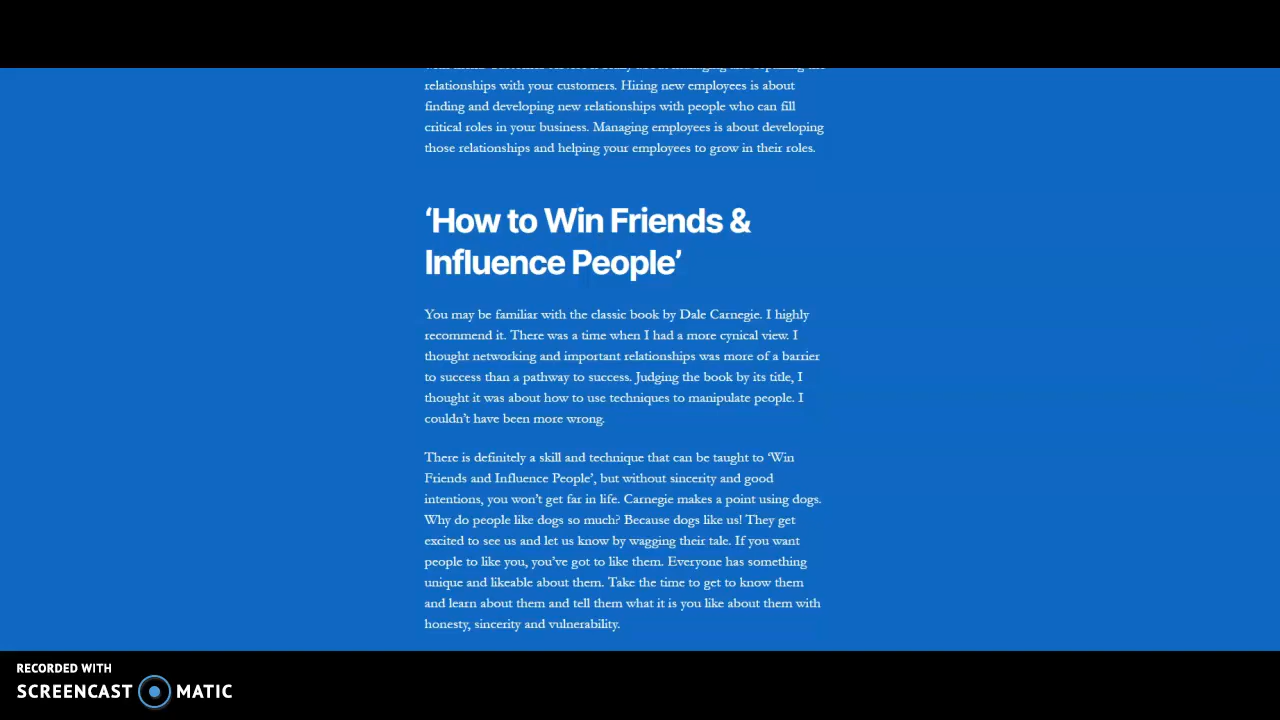 relationships with your customers. Hiring new employees is about
finding and developing new relationships with people who can fill
critical roles in your business. Managing employees is about developing
those relationships and helping your employees to grow in their roles.
‘How to Win Friends &
Influence People’
You may be familiar with the classic book by Dale Carnegie. I highly
recommend it. There was a time when I had a more cynical view. I
thought networking and important relationships was more of a barrier
to success than a pathway to success. Judging the book by its title, I
thought it was about how to use techniques to manipulate people. I
couldn’t have been more wrong.
There is definitely a skill and technique that can be taught to ‘Win
Friends and Influence People’, but without sincerity and good
intentions, you won’t get far in life. Carnegie makes a point using dogs.
Why do people like dogs so much? Because dogs like us! They get
excited to see us and let us know by wagging their tale. If you want
people to like you, you’ve got to like them. Everyone has something
unique and likeable about them. Take the time to get to know them
and learn about them and tell them what it is you like about them with
honesty, sincerity and vulnerability.
RECORDED WITH
SCREENCAST MATIC